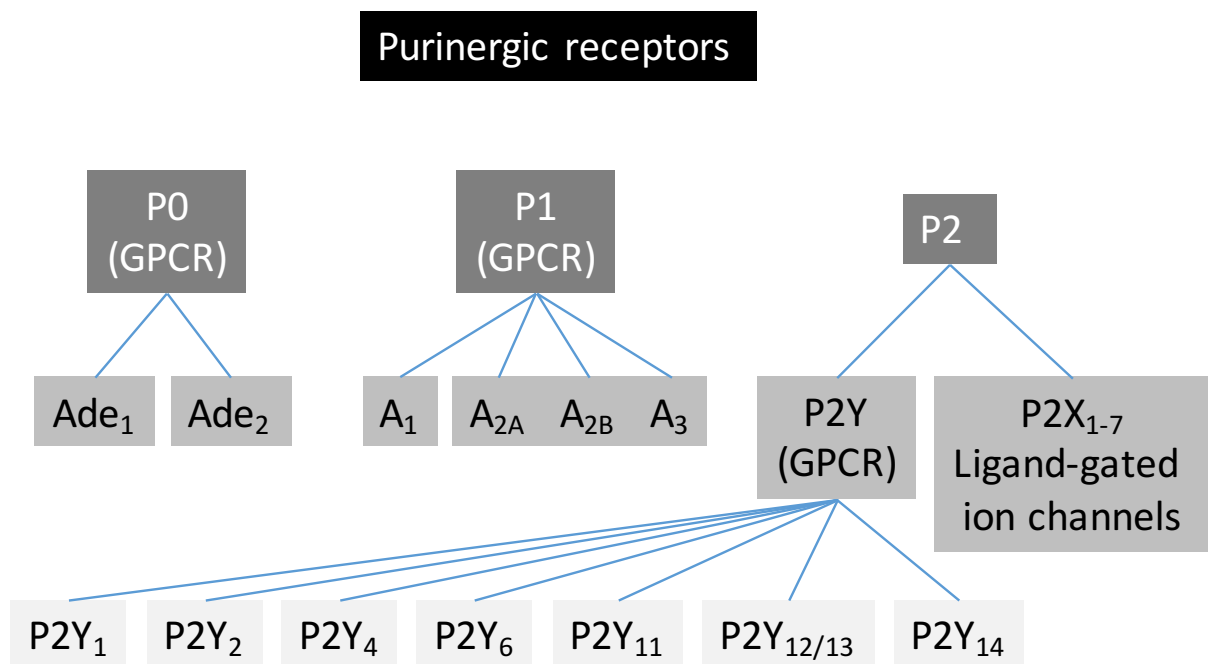 Purinergic receptors
P0
(GPCR)
P1
(GPCR)
P2
Ade₁
Ade₂
A₁
A₂A
A₂B
A₃
P2Y
(GPCR)
P2X₁₋₇
Ligand-gated
ion channels
P2Y₁
P2Y₂
P2Y₄
P2Y₆
P2Y₁₁
P2Y₁₂/₁₃
P2Y₁₄